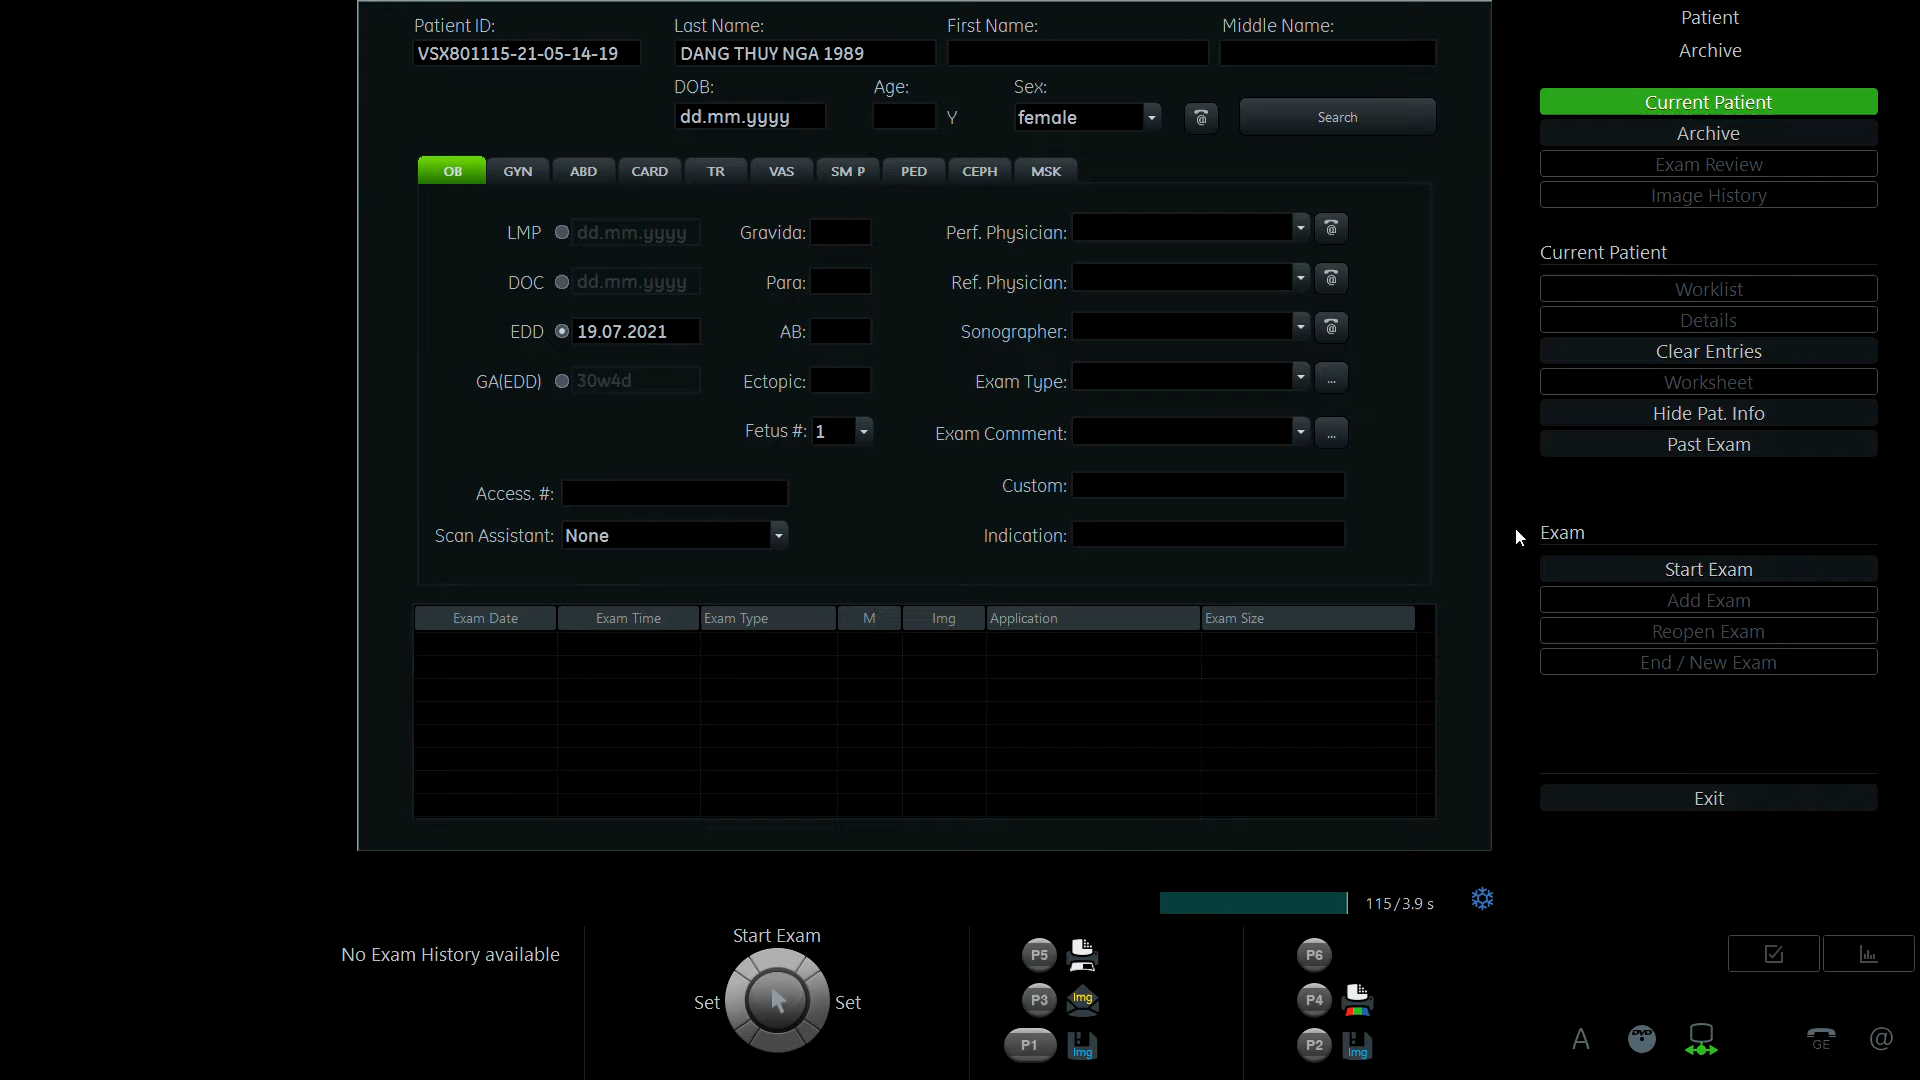 Patient ID: Last Name: First Name: Middle Name:
VSX801115-21-05-14-19 DANG THUY NGA 1989
DOB: Age: Sex:
dd.mm.yyyy Y female @ Search
OB GYN ABD CARD TR VAS SM P PED CEPH MSK
LMP dd.mm.yyyy Gravida: Perf. Physician: @
DOC dd.mm.yyyy Para: Ref. Physician: @
EDD 19.07.2021 AB: Sonographer: @
GA(EDD) 30w4d Ectopic: Exam Type: ...
Fetus #: 1 Exam Comment: ...
Access. #: Custom:
Scan Assistant: None Indication:
Exam Date Exam Time Exam Type M Img Application Exam Size
Patient
Archive
Current Patient
Archive
Exam Review
Image History
Current Patient
Worklist
Details
Clear Entries
Worksheet
Hide Pat. Info
Past Exam
Exam
Start Exam
Add Exam
Reopen Exam
End / New Exam
Exit
115/3.9 s
No Exam History available
Start Exam
Set Set
P5 P6
P3 Img P4
P1 Img P2 Img
A DVD GE @